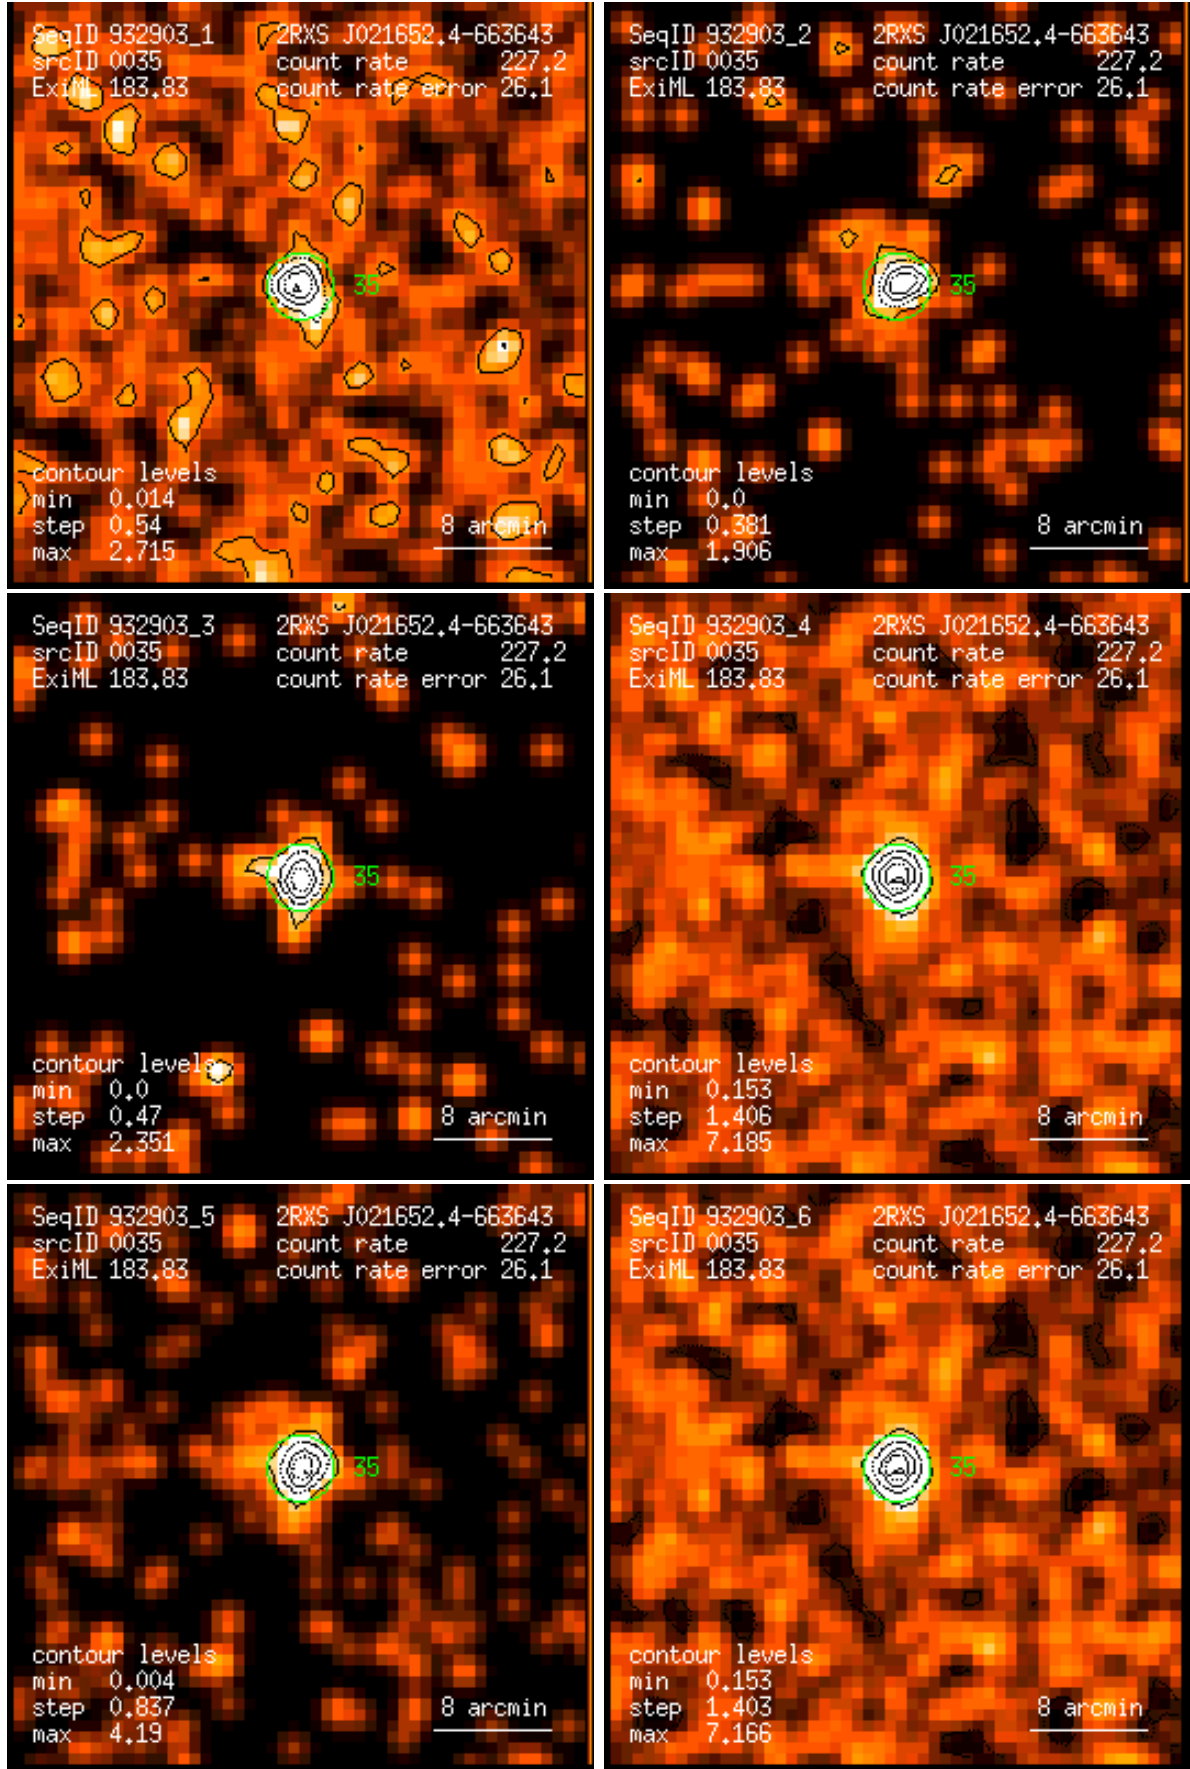 SeqID 932903_1 2RXS J021652.4-663643
srcID 0035 count rate 227.2
ExiML 183.83 count rate error 26.1
35
contour levels
min 0.014
step 0.54 8 arcmin
max 2.715
SeqID 932903_2 2RXS J021652.4-663643
srcID 0035 count rate 227.2
ExiML 183.83 count rate error 26.1
35
contour levels
min 0.0
step 0.381 8 arcmin
max 1.906
SeqID 932903_3 2RXS J021652.4-663643
srcID 0035 count rate 227.2
ExiML 183.83 count rate error 26.1
35
contour levels
min 0.0
step 0.47 8 arcmin
max 2.351
SeqID 932903_4 2RXS J021652.4-663643
srcID 0035 count rate 227.2
ExiML 183.83 count rate error 26.1
35
contour levels
min 0.153
step 1.406 8 arcmin
max 7.185
SeqID 932903_5 2RXS J021652.4-663643
srcID 0035 count rate 227.2
ExiML 183.83 count rate error 26.1
35
contour levels
min 0.004
step 0.837 8 arcmin
max 4.19
SeqID 932903_6 2RXS J021652.4-663643
srcID 0035 count rate 227.2
ExiML 183.83 count rate error 26.1
35
contour levels
min 0.153
step 1.403 8 arcmin
max 7.166